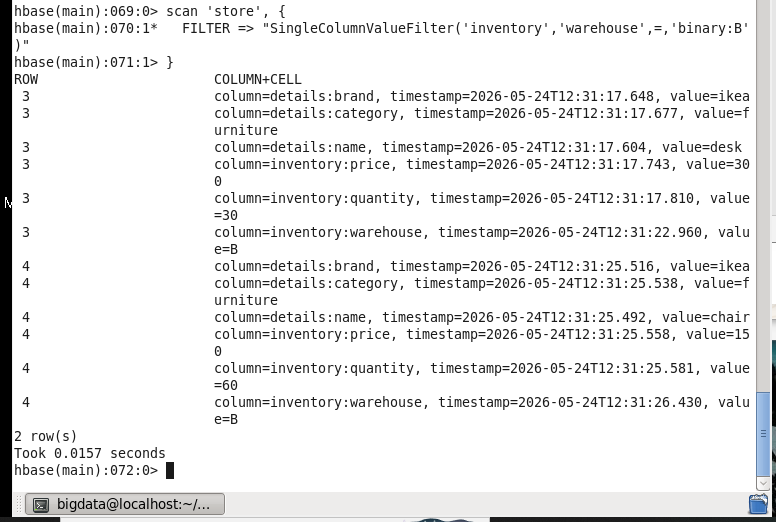 hbase(main):069:0> scan 'store', {
hbase(main):070:1*   FILTER => "SingleColumnValueFilter('inventory','warehouse',=,'binary:B'
)"
hbase(main):071:1> }
ROW                      COLUMN+CELL
 3                       column=details:brand, timestamp=2026-05-24T12:31:17.648, value=ikea
 3                       column=details:category, timestamp=2026-05-24T12:31:17.677, value=f
                         urniture
 3                       column=details:name, timestamp=2026-05-24T12:31:17.604, value=desk
 3                       column=inventory:price, timestamp=2026-05-24T12:31:17.743, value=30
                         0
 3                       column=inventory:quantity, timestamp=2026-05-24T12:31:17.810, value
                         =30
 3                       column=inventory:warehouse, timestamp=2026-05-24T12:31:22.960, valu
                         e=B
 4                       column=details:brand, timestamp=2026-05-24T12:31:25.516, value=ikea
 4                       column=details:category, timestamp=2026-05-24T12:31:25.538, value=f
                         urniture
 4                       column=details:name, timestamp=2026-05-24T12:31:25.492, value=chair
 4                       column=inventory:price, timestamp=2026-05-24T12:31:25.558, value=15
                         0
 4                       column=inventory:quantity, timestamp=2026-05-24T12:31:25.581, value
                         =60
 4                       column=inventory:warehouse, timestamp=2026-05-24T12:31:26.430, valu
                         e=B
2 row(s)
Took 0.0157 seconds
hbase(main):072:0>
bigdata@localhost:~/...